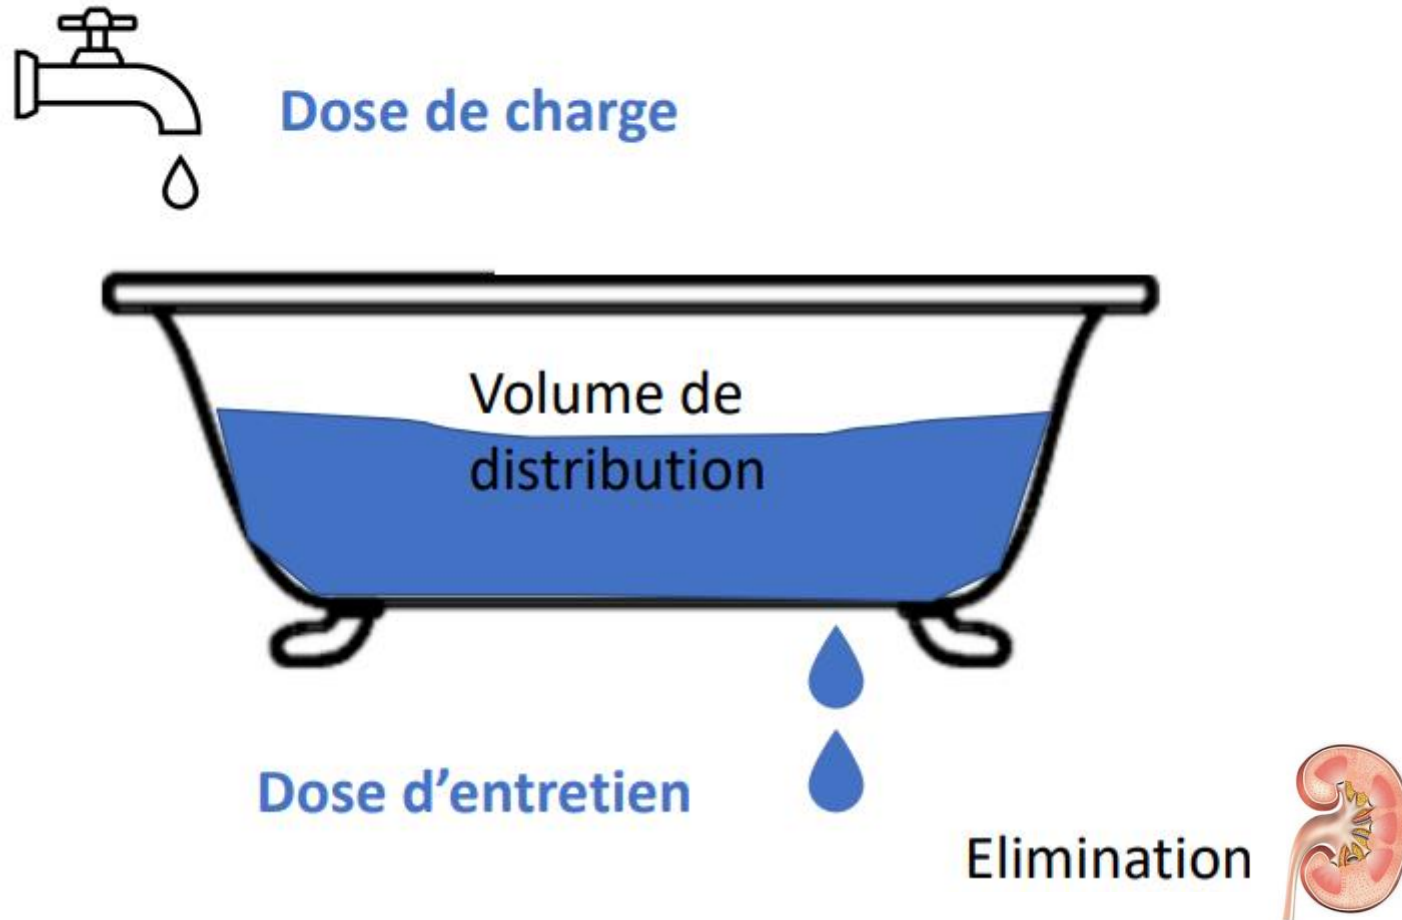 Dose de charge
Volume de
distribution
Dose d’entretien
Elimination